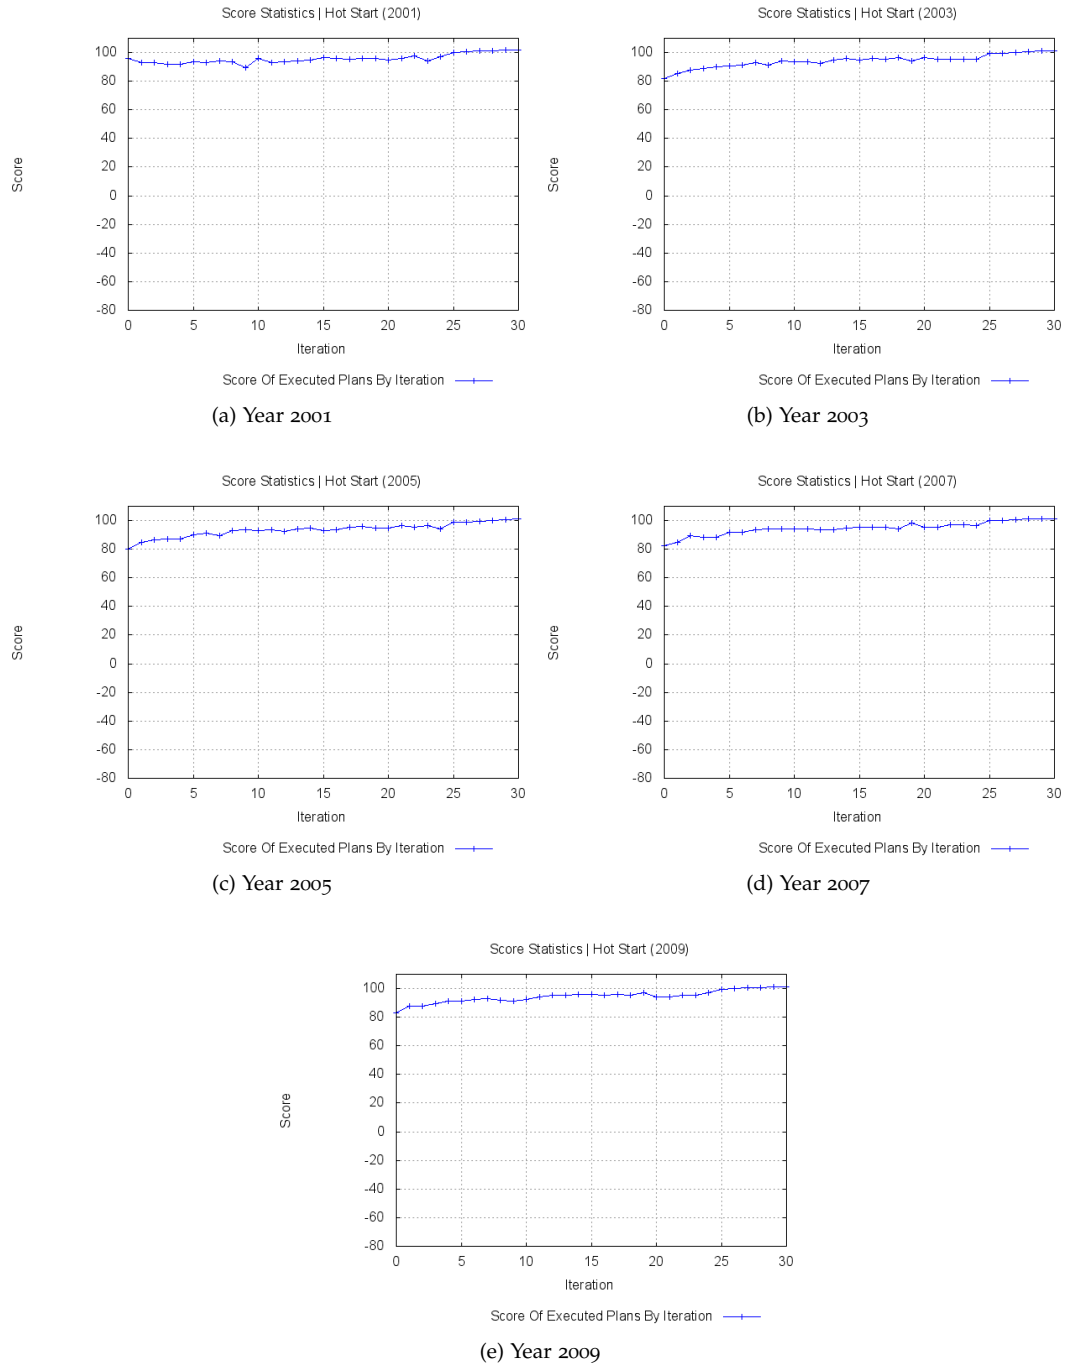 Score Statistics | Hot Start (2001)
100
80
60
40
20
0
-20
-40
-60
-80
Score
0 5 10 15 20 25 30
Iteration
Score Of Executed Plans By Iteration
(a) Year 2001
Score Statistics | Hot Start (2003)
100
80
60
40
20
0
-20
-40
-60
-80
Score
0 5 10 15 20 25 30
Iteration
Score Of Executed Plans By Iteration
(b) Year 2003
Score Statistics | Hot Start (2005)
100
80
60
40
20
0
-20
-40
-60
-80
Score
0 5 10 15 20 25 30
Iteration
Score Of Executed Plans By Iteration
(c) Year 2005
Score Statistics | Hot Start (2007)
100
80
60
40
20
0
-20
-40
-60
-80
Score
0 5 10 15 20 25 30
Iteration
Score Of Executed Plans By Iteration
(d) Year 2007
Score Statistics | Hot Start (2009)
100
80
60
40
20
0
-20
-40
-60
-80
Score
0 5 10 15 20 25 30
Iteration
Score Of Executed Plans By Iteration
(e) Year 2009